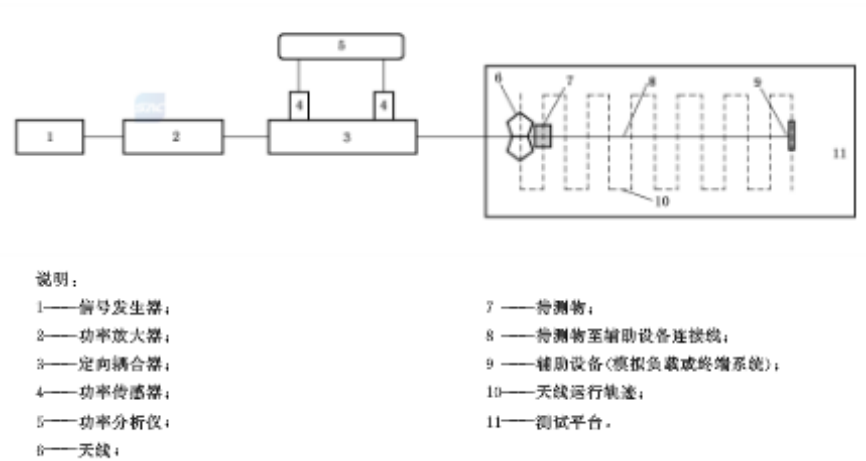 5
6
7
8
9
4
4
1
2
3
11
10
说明：
1——信号发生器；
2——功率放大器；
3——定向耦合器；
4——功率传感器；
5——功率分析仪；
6——天线；
7 ——待测物；
8 ——待测物至辅助设备连接线；
9 ——辅助设备(模拟负载或终端系统)；
10——天线运行轨迹；
11——测试平台。